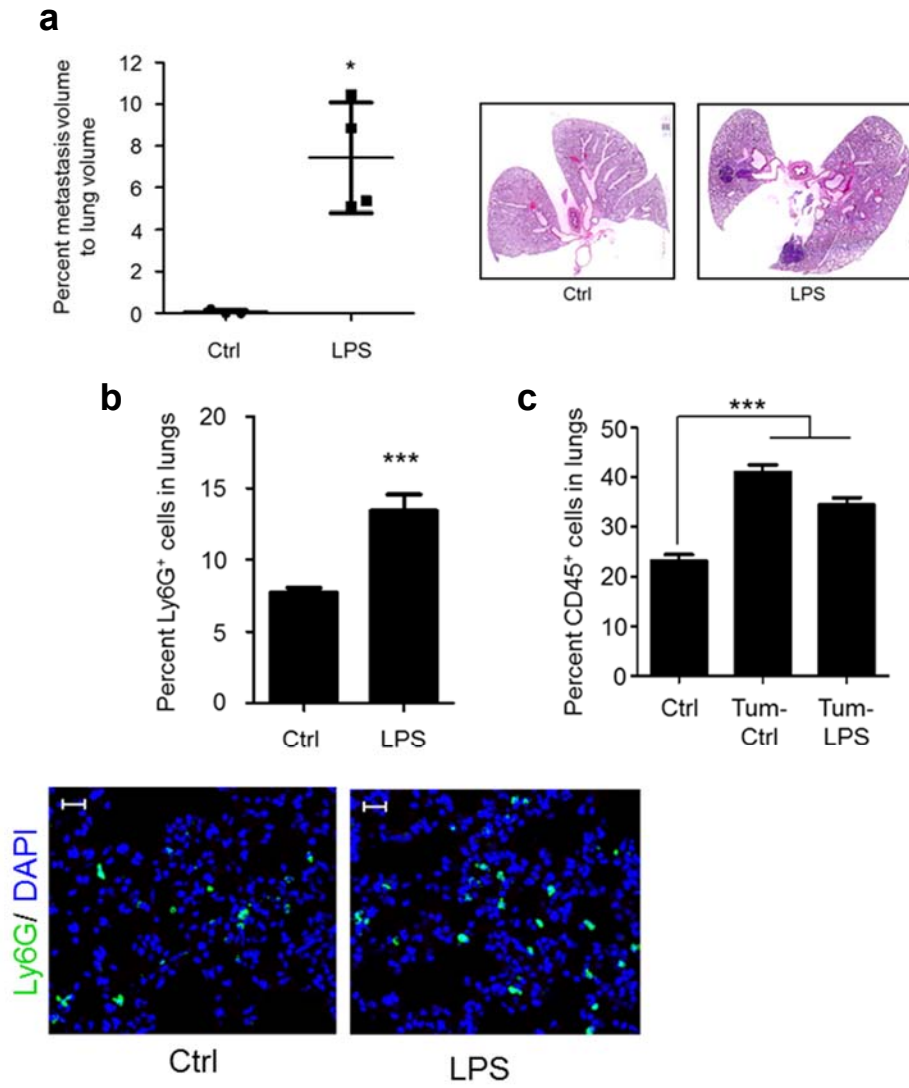 a
Percent metastasis volume
to lung volume
12
10
8
6
4
2
0
*
Ctrl
LPS
Ctrl
LPS
b
Percent Ly6G⁺ cells in lungs
20
15
10
5
0
***
Ctrl
LPS
c
Percent CD45⁺ cells in lungs
50
40
30
20
10
0
***
Ctrl
Tum-
Ctrl
Tum-
LPS
Ly6G/ DAPI
Ctrl
LPS